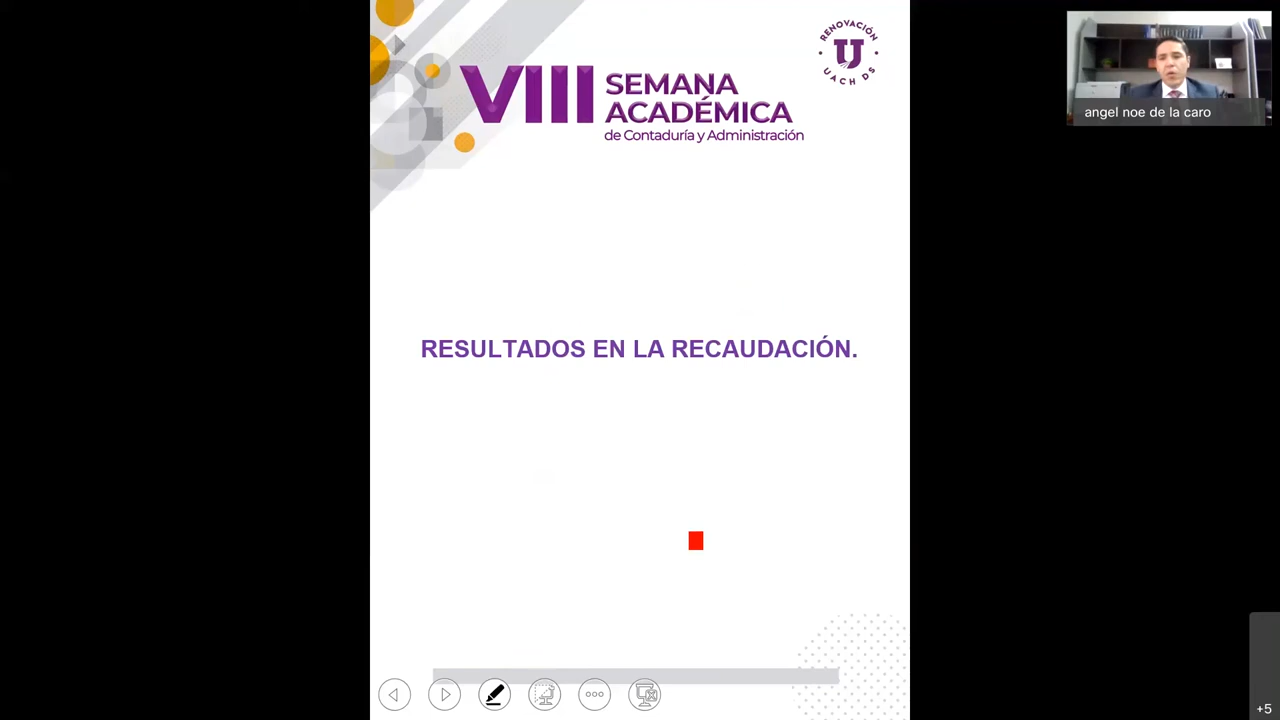 RENOVACIÓN
UACH DS
VIII SEMANA
ACADÉMICA
de Contaduría y Administración
angel noe de la caro
RESULTADOS EN LA RECAUDACIÓN.
+5